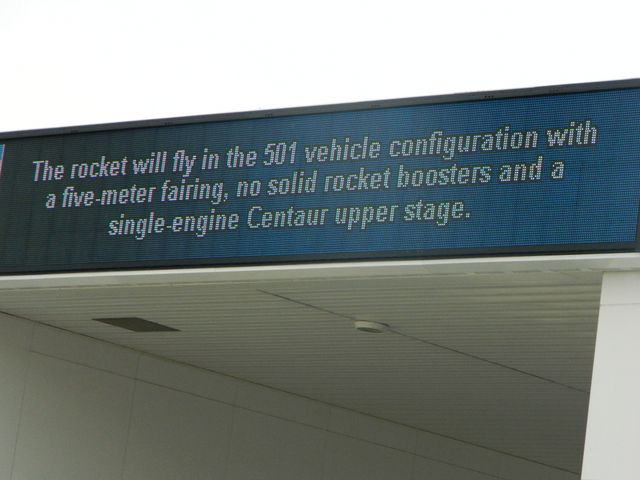 The rocket will fly in the 501 vehicle configuration with
a five-meter fairing, no solid rocket boosters and a
single-engine Centaur upper stage.